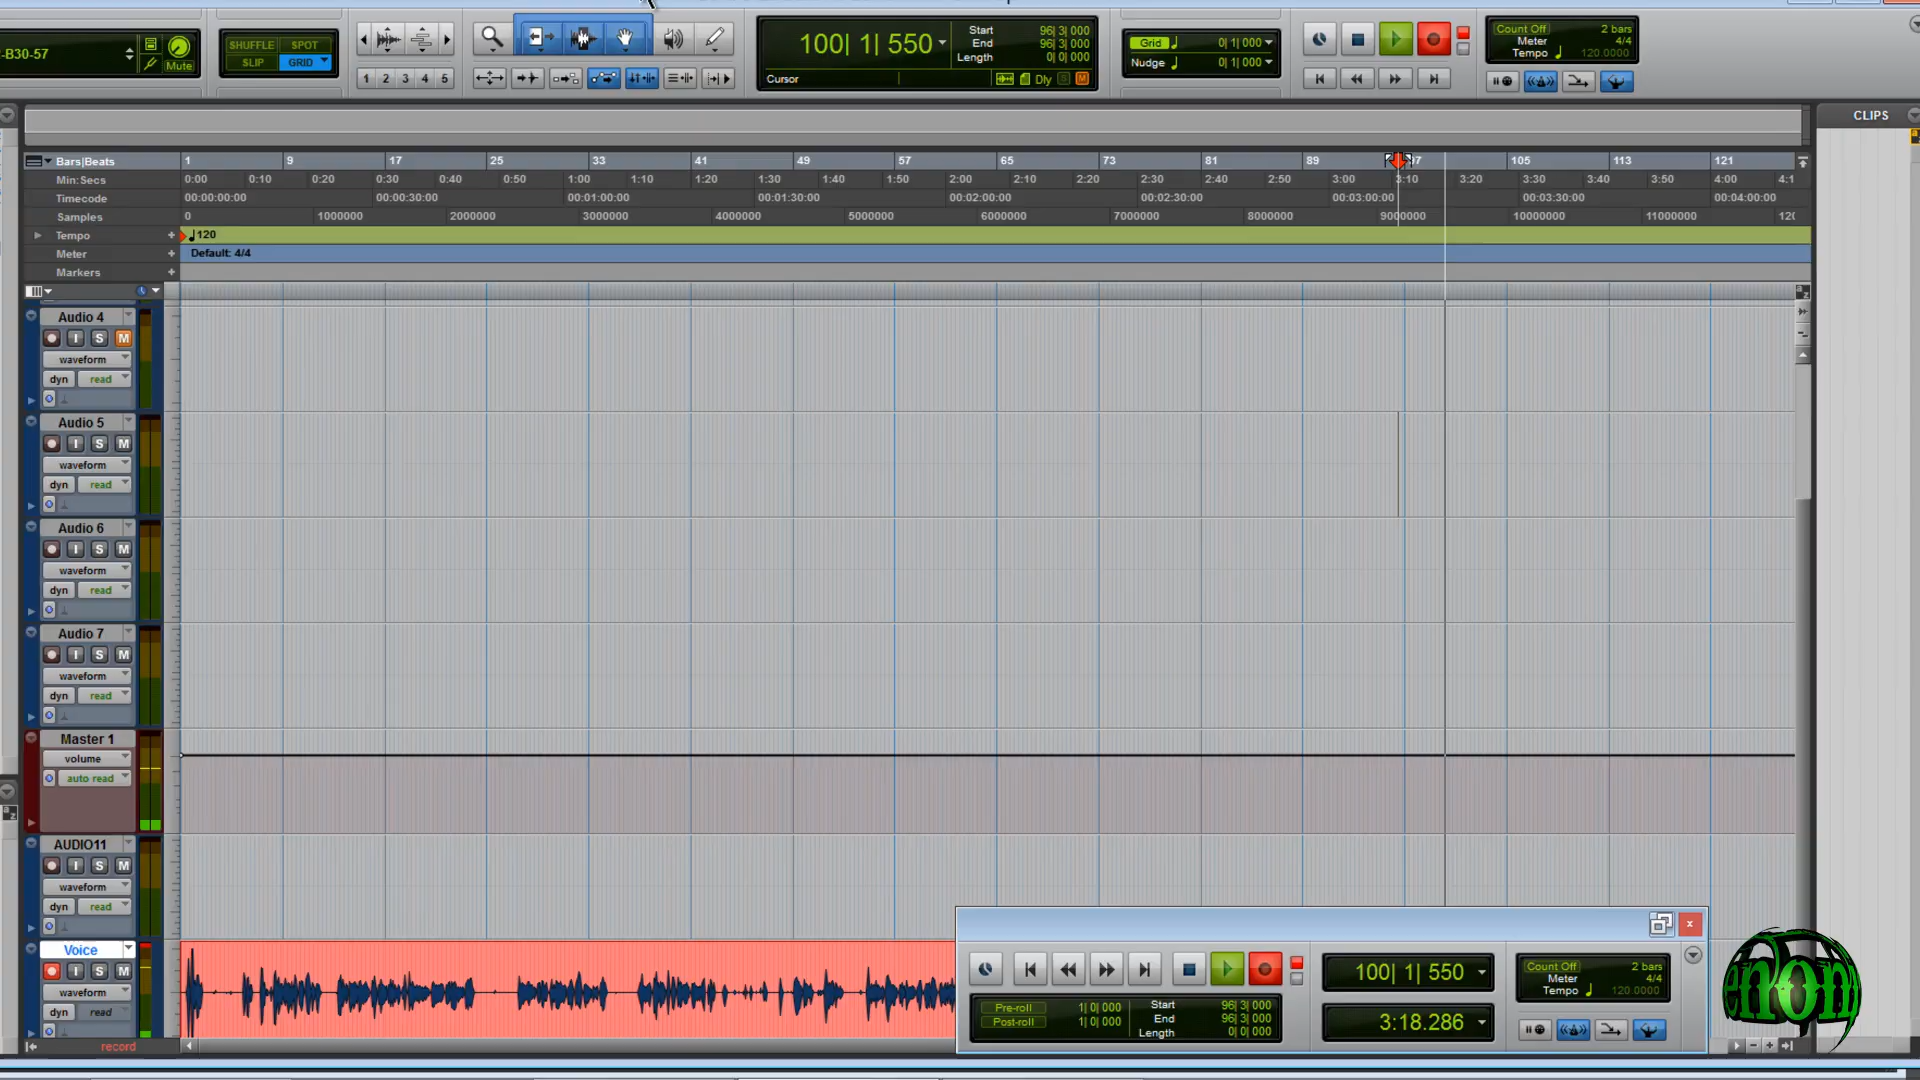 -B30-57
Mute
SHUFFLE SPOT
SLIP GRID
1 2 3 4 5
100| 1| 550
Start 96| 3| 000
End 96| 3| 000
Length 0| 0| 000
Cursor
Dly
Grid 0| 1| 000
Nudge 0| 1| 000
Count Off 2 bars
Meter 4/4
Tempo 120.0000
CLIPS
Bars|Beats 1 9 17 25 33 41 49 57 65 73 81 89 97 105 113 121
Min:Secs 0:00 0:10 0:20 0:30 0:40 0:50 1:00 1:10 1:20 1:30 1:40 1:50 2:00 2:10 2:20 2:30 2:40 2:50 3:00 3:10 3:20 3:30 3:40 3:50 4:00 4:1
Timecode 00:00:00:00 00:00:30:00 00:01:00:00 00:01:30:00 00:02:00:00 00:02:30:00 00:03:00:00 00:03:30:00 00:04:00:00
Samples 0 1000000 2000000 3000000 4000000 5000000 6000000 7000000 8000000 9000000 10000000 11000000 120
Tempo + 120
Meter + Default: 4/4
Markers +
Audio 4
I S M
waveform
dyn read
Audio 5
I S M
waveform
dyn read
Audio 6
I S M
waveform
dyn read
Audio 7
I S M
waveform
dyn read
Master 1
volume
auto read
AUDIO11
I S M
waveform
dyn read
Voice
I S M
waveform
dyn read
record
100| 1| 550
Count Off 2 bars
Meter 4/4
Tempo 120.0000
Pre-roll 1| 0| 000
Post-roll 1| 0| 000
Start 96| 3| 000
End 96| 3| 000
Length 0| 0| 000
3:18.286
enom